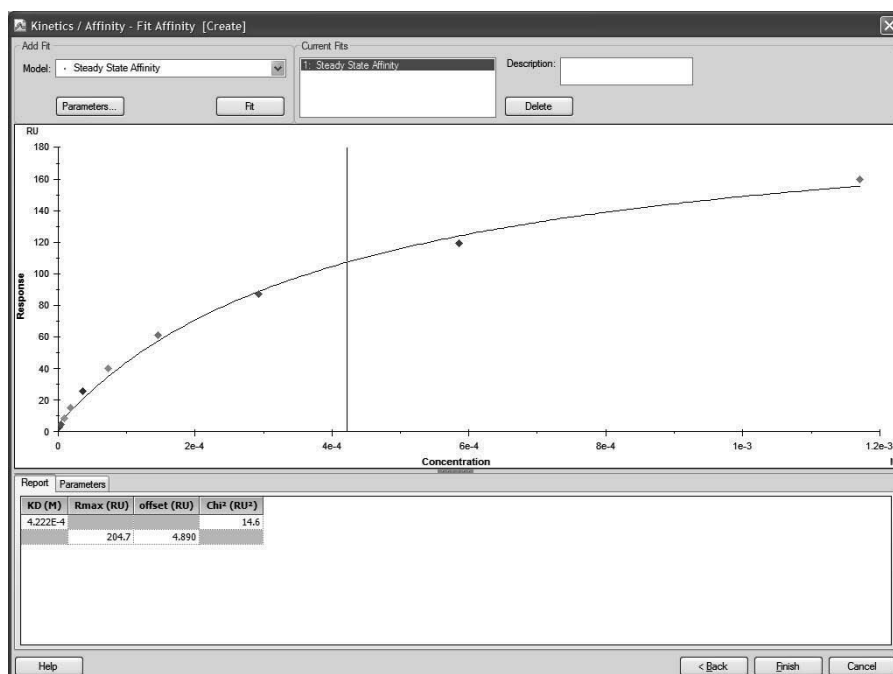 Kinetics / Affinity - Fit Affinity [Create]
Add Fit
Model: Steady State Affinity
Parameters...
Fit
Current Fits
1: Steady State Affinity
Description:
Delete
RU
180
160
140
120
100
80
60
40
20
0
Response
0 2e-4 4e-4 6e-4 8e-4 1e-3 1.2e-3
Concentration
Report Parameters
KD (M) Rmax (RU) offset (RU) Chi² (RU²)
4.222E-4 14.6
204.7 4.890
Help < Back Finish Cancel